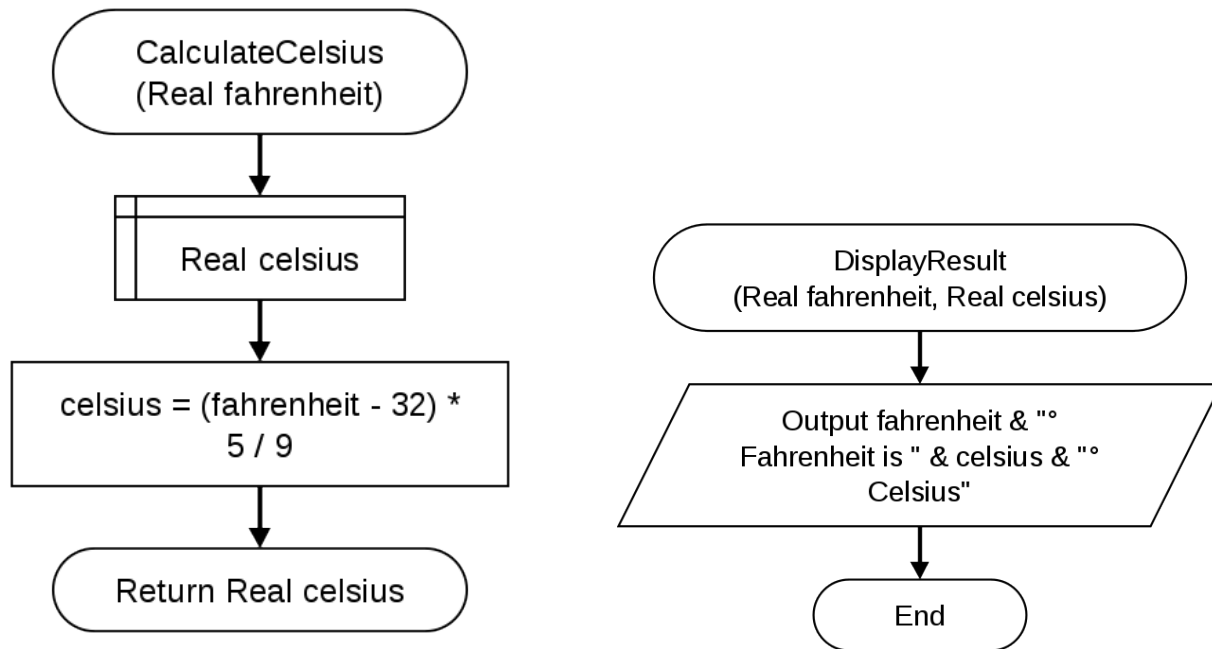 CalculateCelsius
(Real fahrenheit)
Real celsius
celsius = (fahrenheit - 32) *
5 / 9
Return Real celsius
DisplayResult
(Real fahrenheit, Real celsius)
Output fahrenheit & "°
Fahrenheit is " & celsius & "°
Celsius"
End